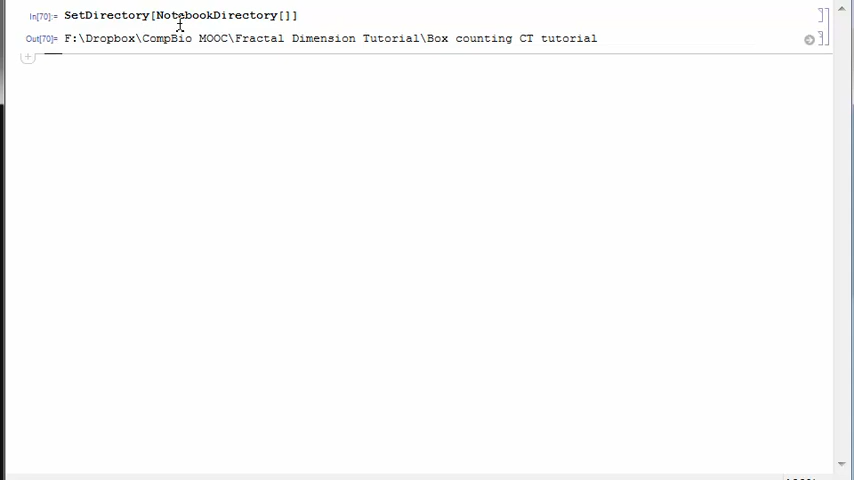 In[70]:= SetDirectory[NotebookDirectory[]]
Out[70]= F:\Dropbox\CompBio MOOC\Fractal Dimension Tutorial\Box counting CT tutorial